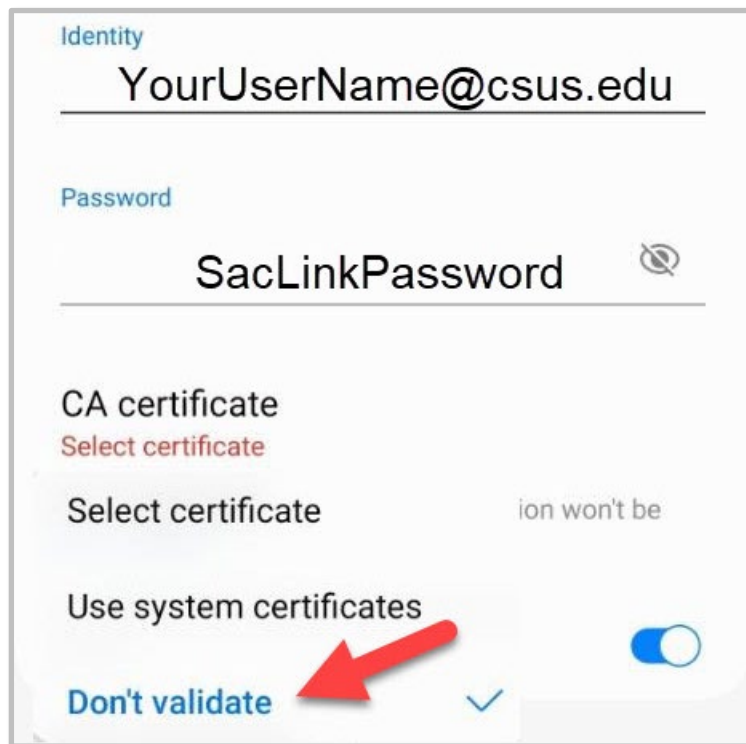 Identity
YourUserName@csus.edu
Password
SacLinkPassword
CA certificate
Select certificate
Select certificate
ion won't be
Use system certificates
Don't validate